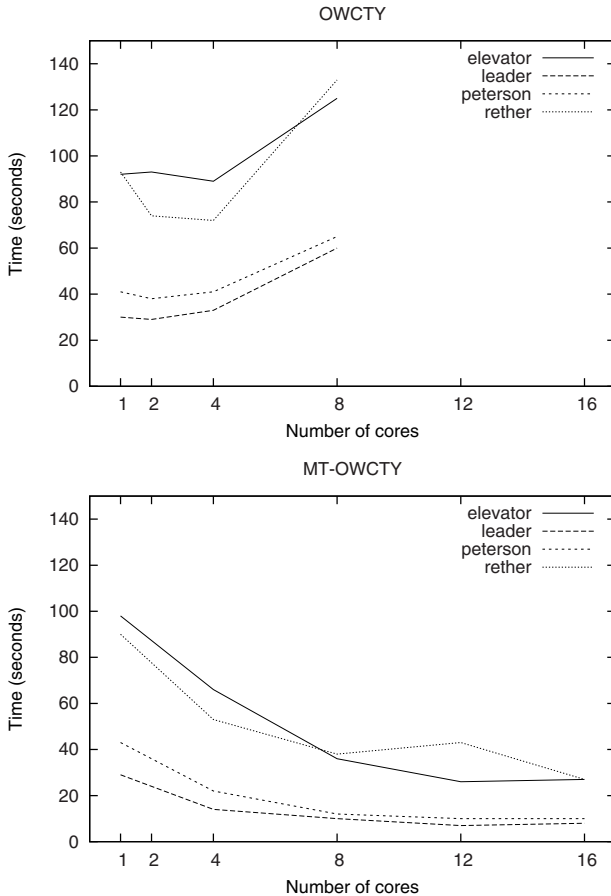 OWCTY
elevator
leader
peterson
rether
140
120
100
80
60
40
20
0
Time (seconds)
1 2 4 8 12 16
Number of cores
MT-OWCTY
elevator
leader
peterson
rether
140
120
100
80
60
40
20
0
Time (seconds)
1 2 4 8 12 16
Number of cores